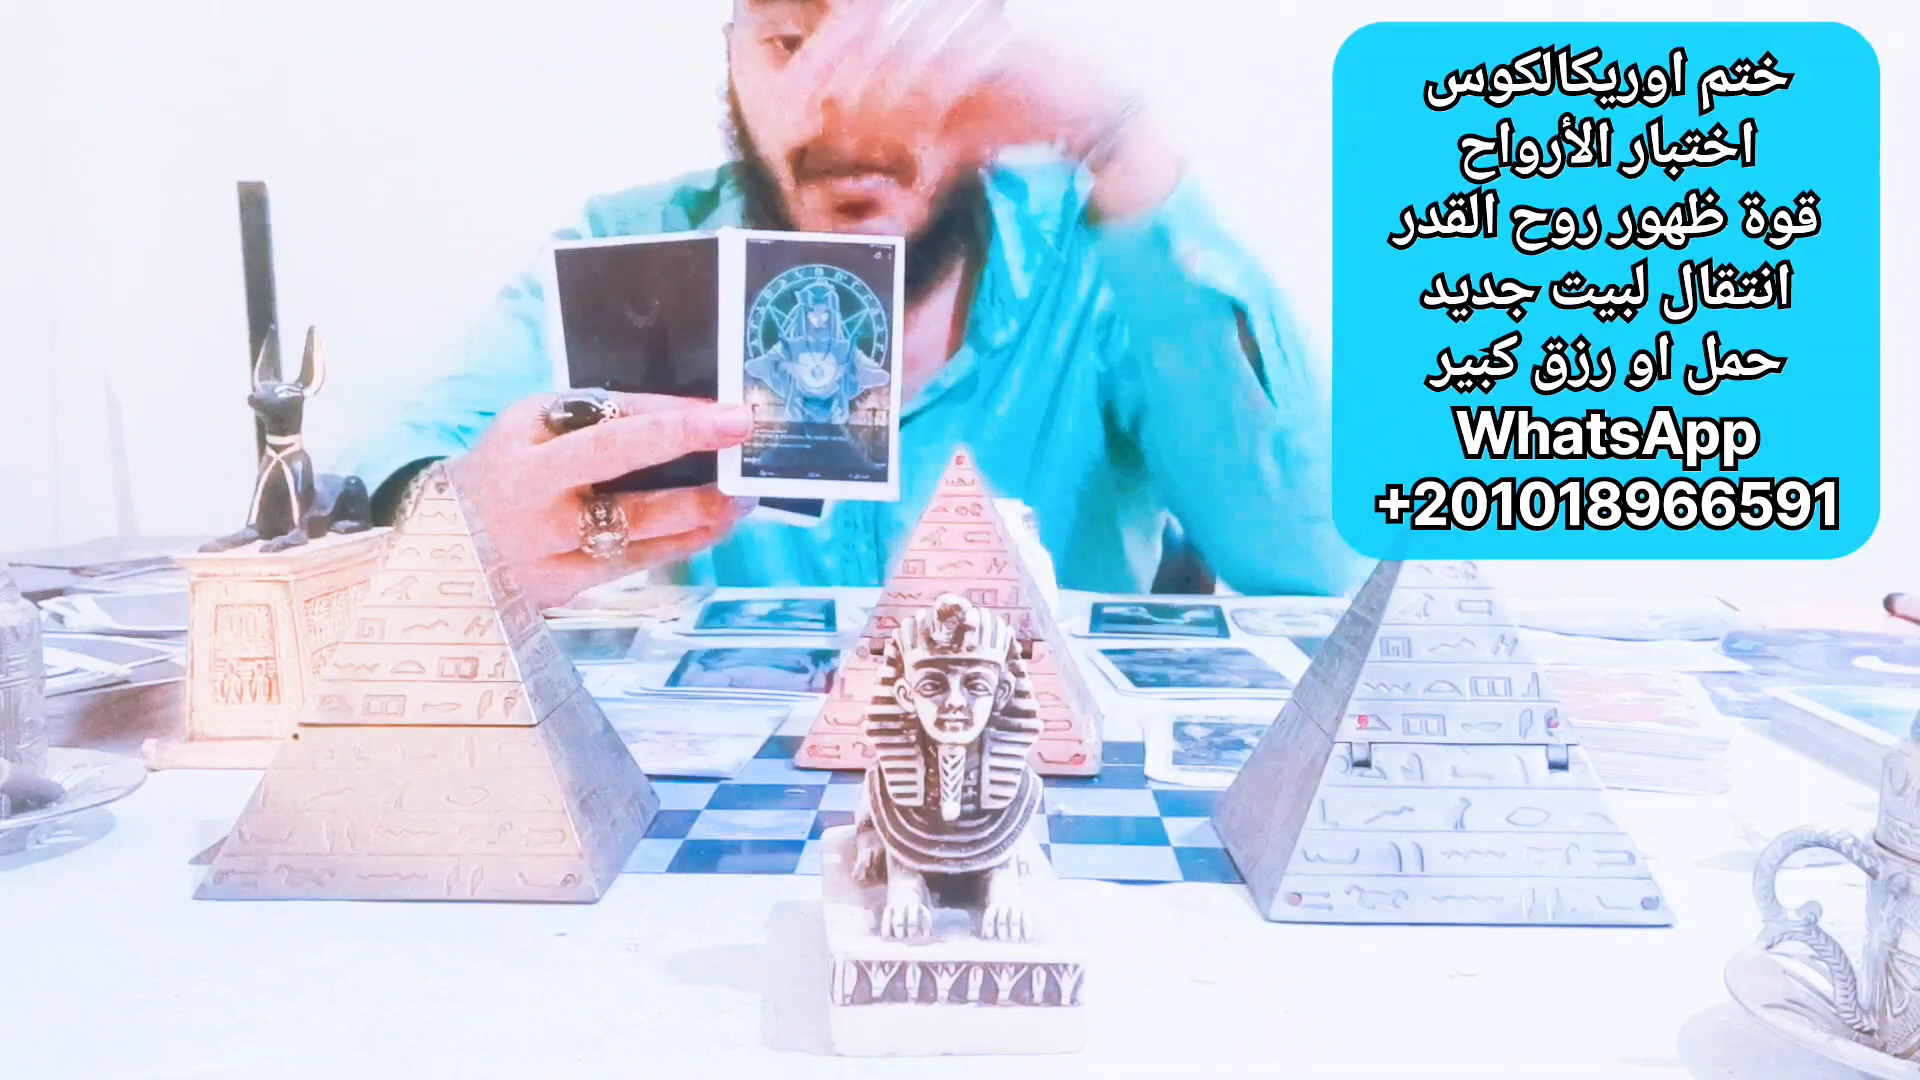 ختم اوريكالكوس
اختبار الأرواح
قوة ظهور روح القدر
انتقال لبيت جديد
حمل او رزق كبير
WhatsApp
+201018966591